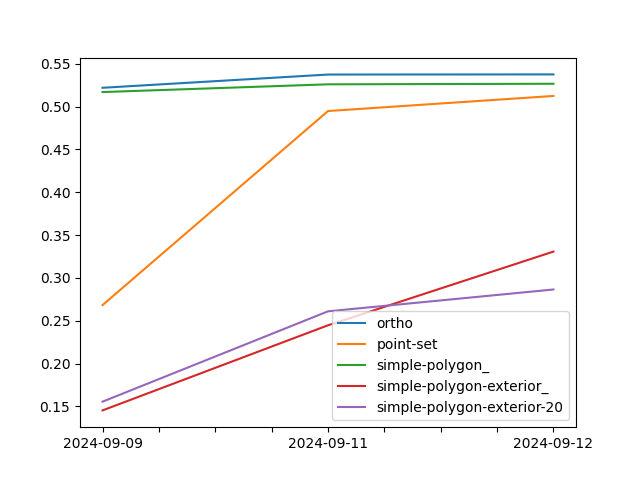 0.55
0.50
0.45
0.40
0.35
0.30
0.25
0.20
0.15
ortho
point-set
simple-polygon_
simple-polygon-exterior_
simple-polygon-exterior-20
2024-09-09 2024-09-11 2024-09-12